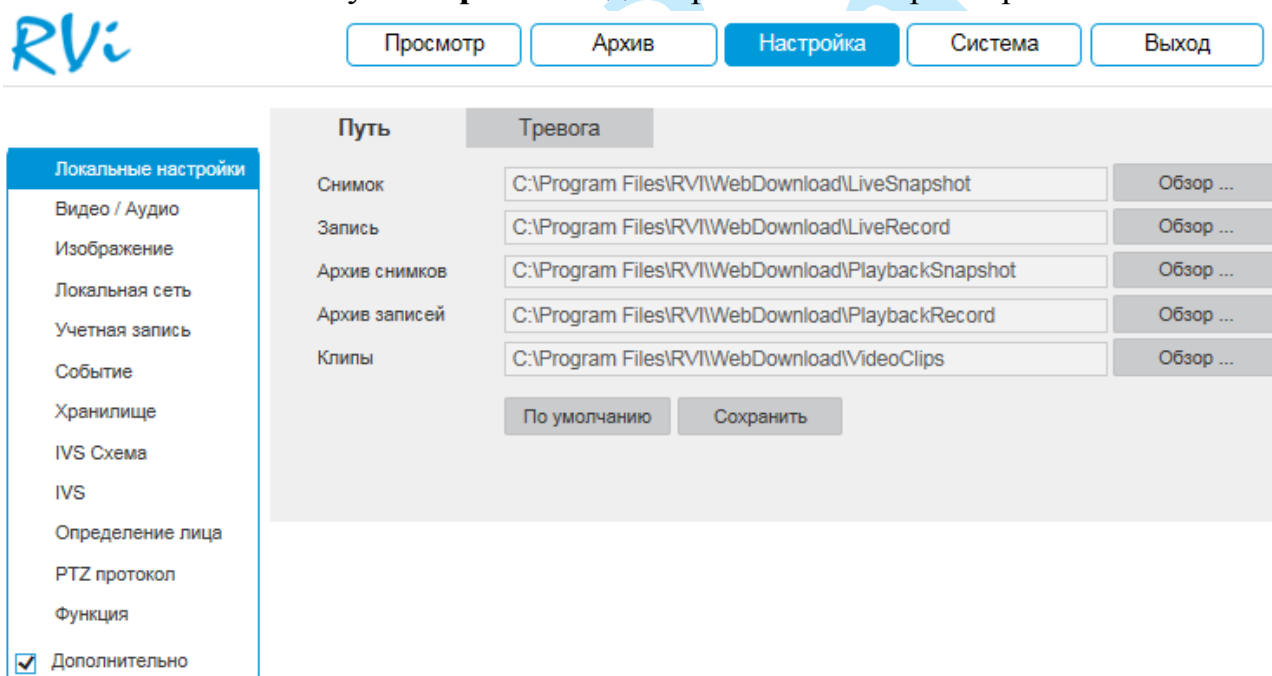 RVi
Просмотр Архив Настройка Система Выход
Путь Тревога
Локальные настройки
Видео / Аудио
Изображение
Локальная сеть
Учетная запись
Событие
Хранилище
IVS Схема
IVS
Определение лица
PTZ протокол
Функция
Дополнительно
Снимок C:\Program Files\RVI\WebDownload\LiveSnapshot Обзор ...
Запись C:\Program Files\RVI\WebDownload\LiveRecord Обзор ...
Архив снимков C:\Program Files\RVI\WebDownload\PlaybackSnapshot Обзор ...
Архив записей C:\Program Files\RVI\WebDownload\PlaybackRecord Обзор ...
Клипы C:\Program Files\RVI\WebDownload\VideoClips Обзор ...
По умолчанию Сохранить